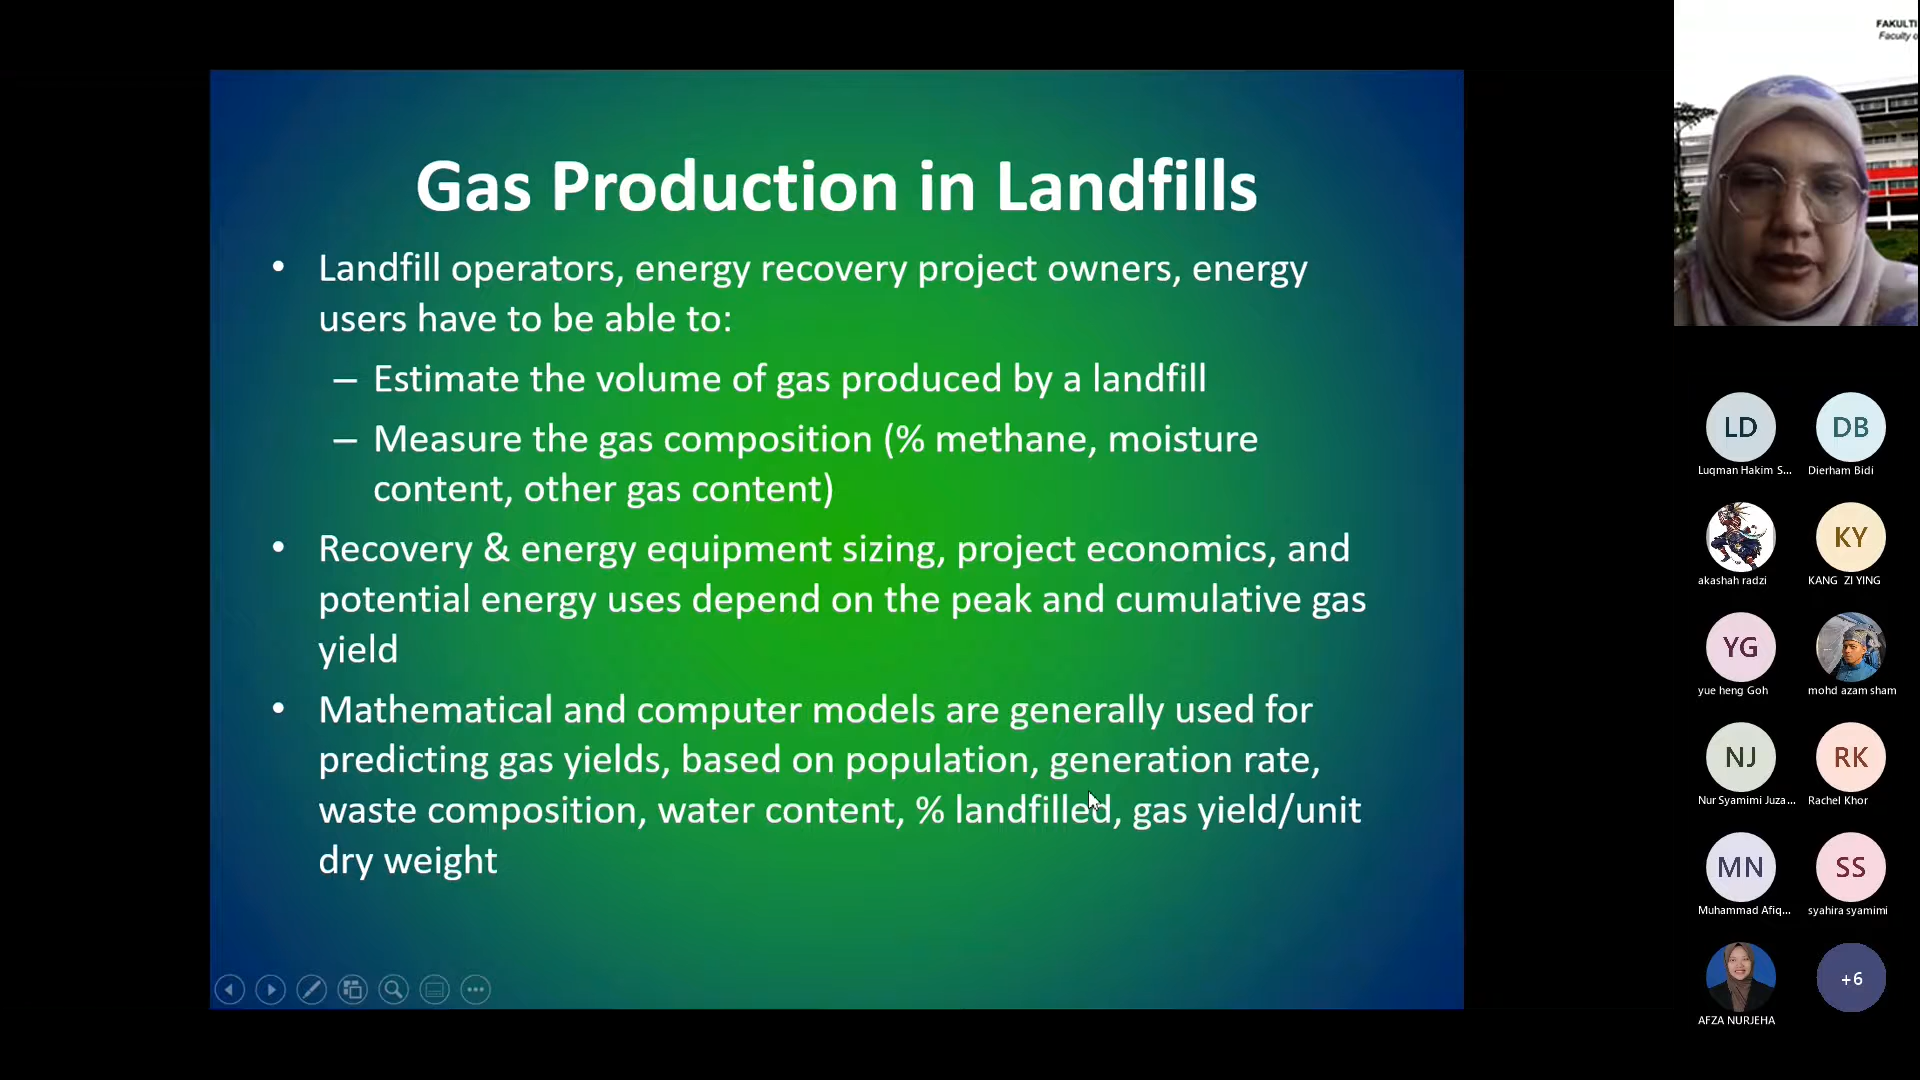 FAKULTI
Faculty o
Gas Production in Landfills
• Landfill operators, energy recovery project owners, energy
users have to be able to:
– Estimate the volume of gas produced by a landfill
– Measure the gas composition (% methane, moisture
content, other gas content)
• Recovery & energy equipment sizing, project economics, and
potential energy uses depend on the peak and cumulative gas
yield
• Mathematical and computer models are generally used for
predicting gas yields, based on population, generation rate,
waste composition, water content, % landfilled, gas yield/unit
dry weight
LD DB
Luqman Hakim S... Dierham Bidi
KY
akashah radzi KANG ZI YING
YG
yue heng Goh mohd azam sham
NJ RK
Nur Syamimi Juza... Rachel Khor
MN SS
Muhammad Afiq... syahira syamimi
+6
AFZA NURJEHA